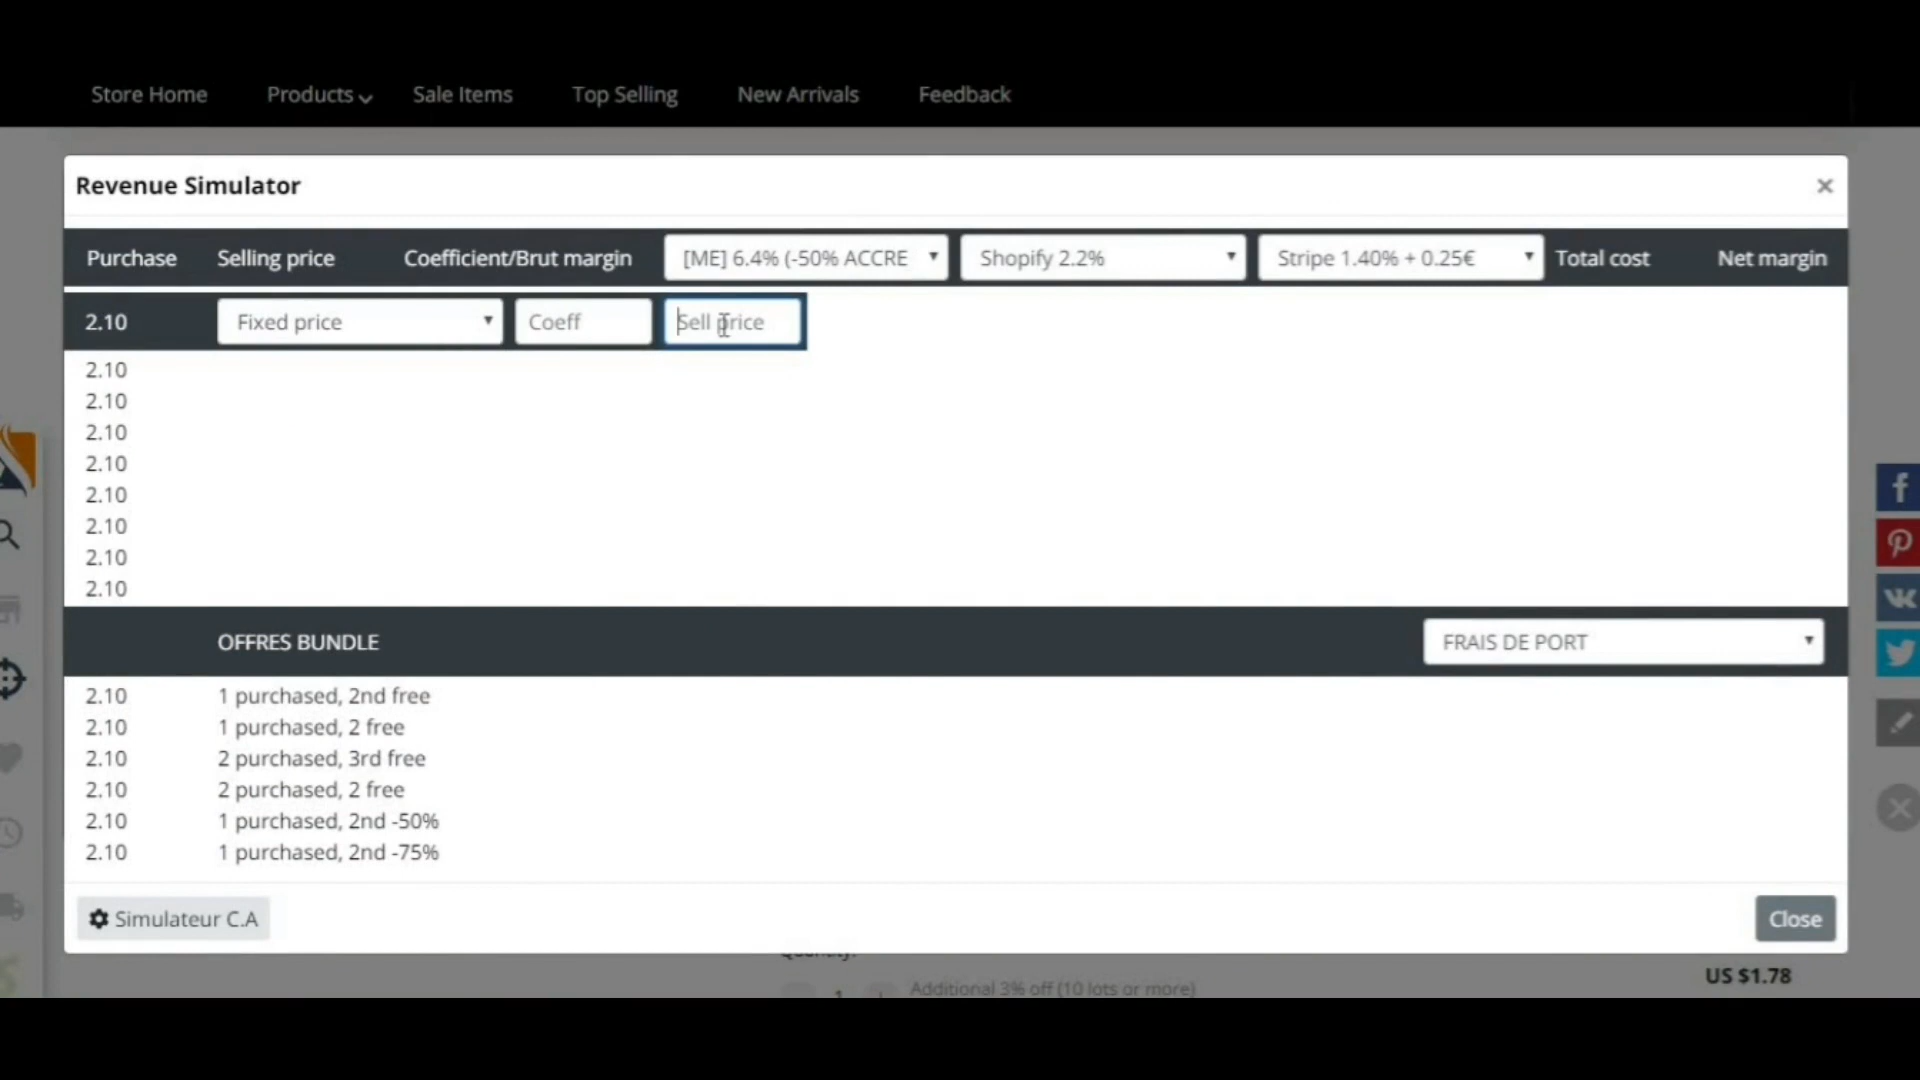 Store Home Products Sale Items Top Selling New Arrivals Feedback
Revenue Simulator ×
Purchase Selling price Coefficient/Brut margin [ME] 6.4% (-50% ACCRE Shopify 2.2% Stripe 1.40% + 0.25€ Total cost Net margin
2.10 Fixed price Coeff Sell price
2.10
2.10
2.10
2.10
2.10
2.10
2.10
2.10
OFFRES BUNDLE FRAIS DE PORT
2.10 1 purchased, 2nd free
2.10 1 purchased, 2 free
2.10 2 purchased, 3rd free
2.10 2 purchased, 2 free
2.10 1 purchased, 2nd -50%
2.10 1 purchased, 2nd -75%
Simulateur C.A Close
Quantity:
US $1.78
1 Additional 3% off (10 lots or more)